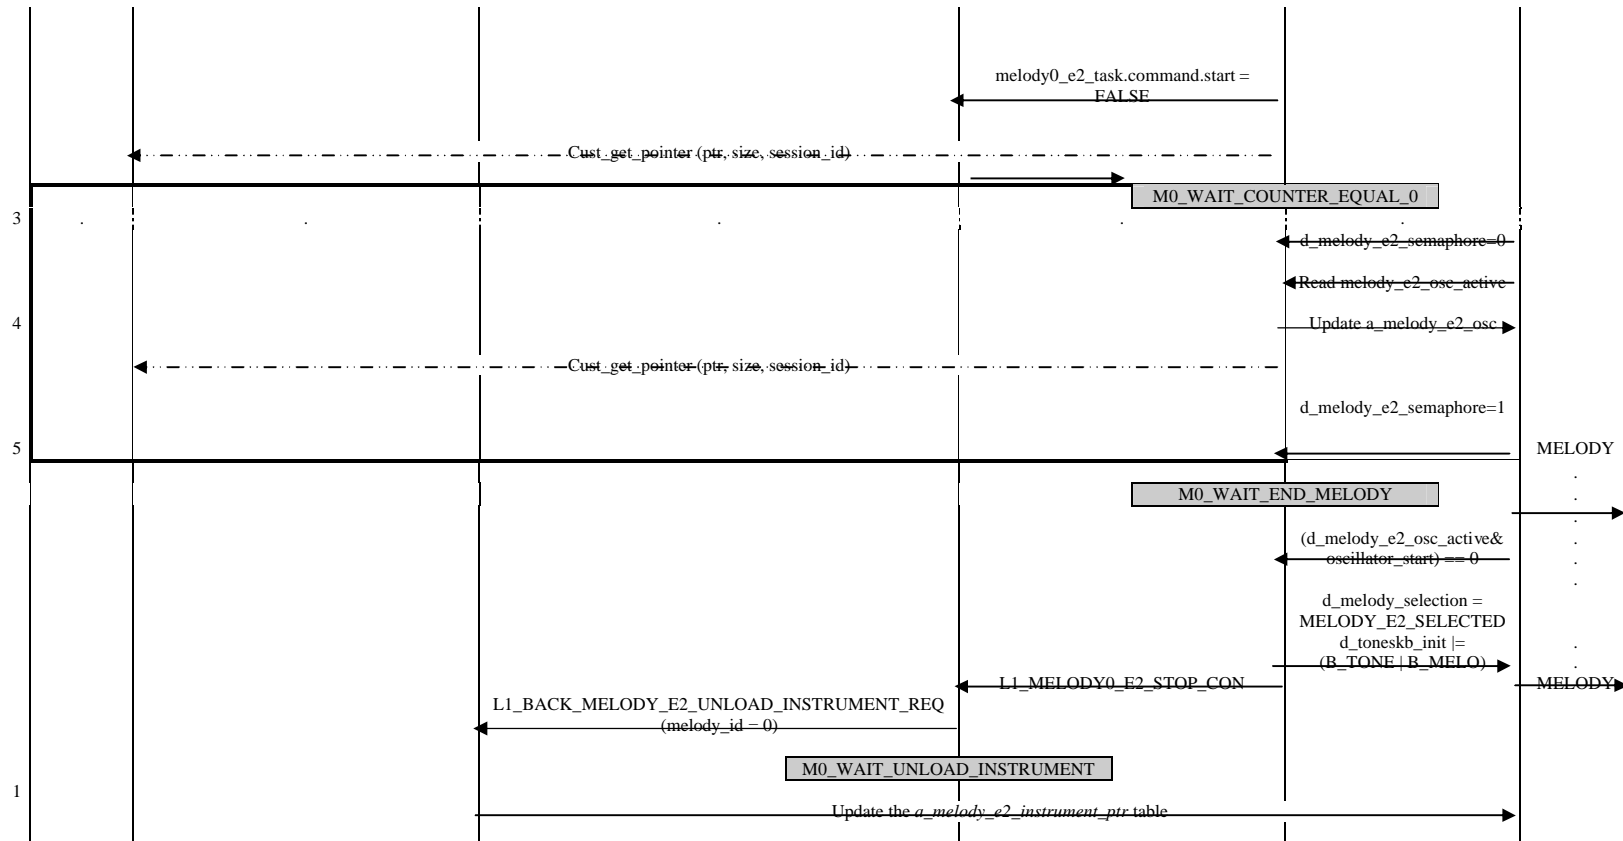 melody0_e2_task.command.start =
FALSE
Cust_get_pointer (ptr, size, session_id)
M0_WAIT_COUNTER_EQUAL_0
3
d_melody_e2_semaphore=0
Read melody_e2_osc_active
4
Update a_melody_e2_osc
Cust_get_pointer (ptr, size, session_id)
d_melody_e2_semaphore=1
5
MELODY
M0_WAIT_END_MELODY
(d_melody_e2_osc_active&
oscillator_start) == 0
d_melody_selection =
MELODY_E2_SELECTED
d_toneskb_init |=
(B_TONE | B_MELO)
L1_MELODY0_E2_STOP_CON
MELODY
L1_BACK_MELODY_E2_UNLOAD_INSTRUMENT_REQ
(melody_id = 0)
M0_WAIT_UNLOAD_INSTRUMENT
1
Update the a_melody_e2_instrument_ptr table